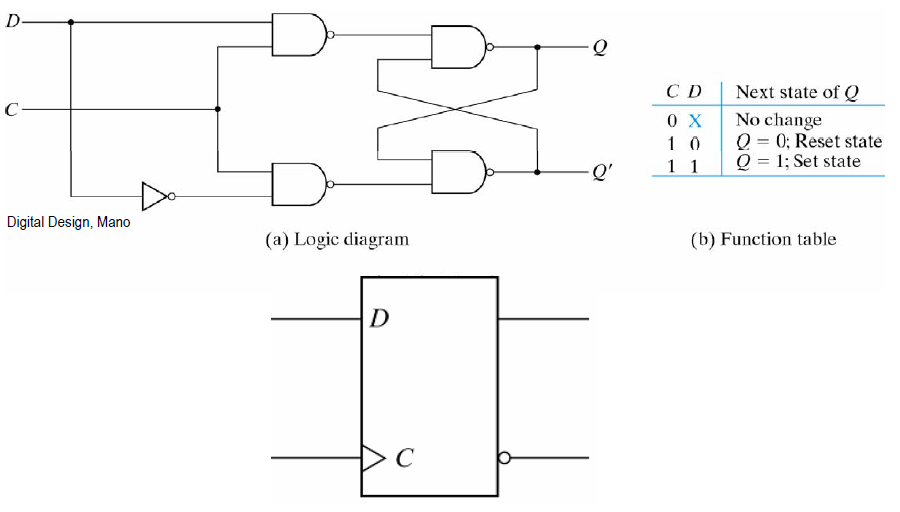 D
C
Q
Q'
Digital Design, Mano
(a) Logic diagram
C D Next state of Q
0 X No change
1 0 Q = 0; Reset state
1 1 Q = 1; Set state
(b) Function table
D
C